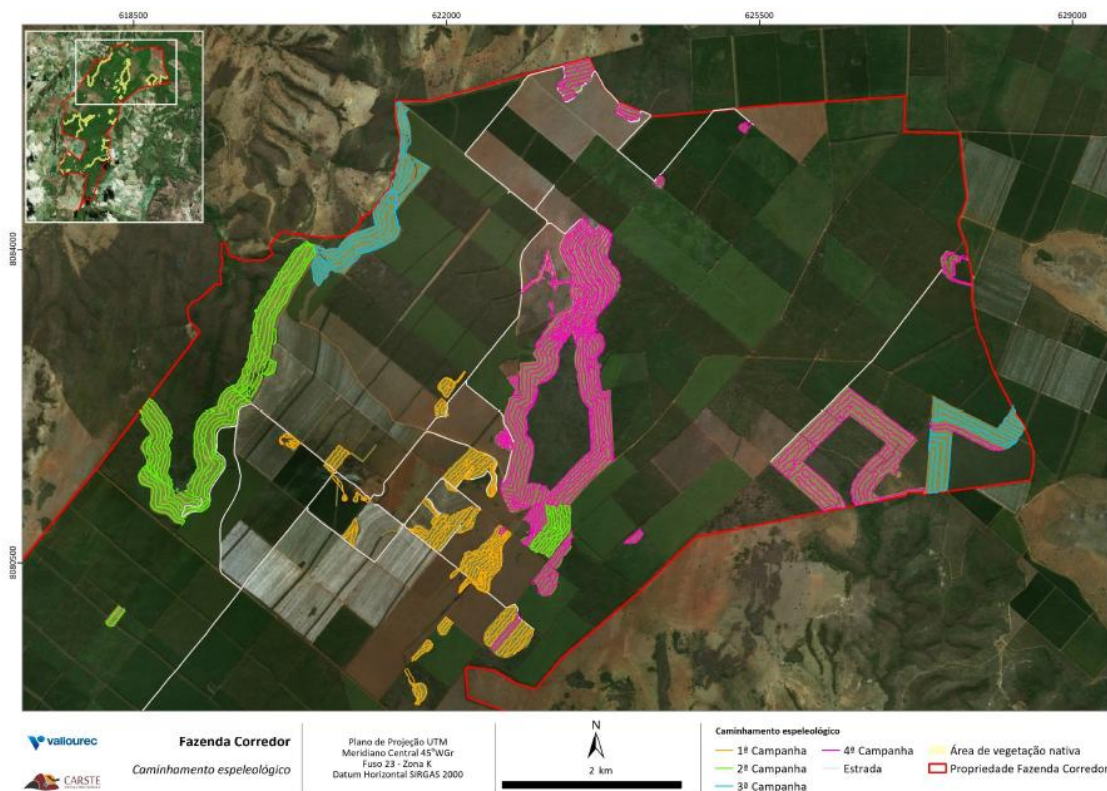 618500 622000 625500 629000
8084000
8080500
vallourec
CARSTE
Fazenda Corredor
Caminhamento espeleológico
Plano de Projeção UTM
Meridiano Central 45°WGr
Fuso 23 - Zona K
Datum Horizontal SIRGAS 2000
N
2 km
Caminhamento espeleológico
1ª Campanha
2ª Campanha
3ª Campanha
4ª Campanha
Estrada
Área de vegetação nativa
Propriedade Fazenda Corredor